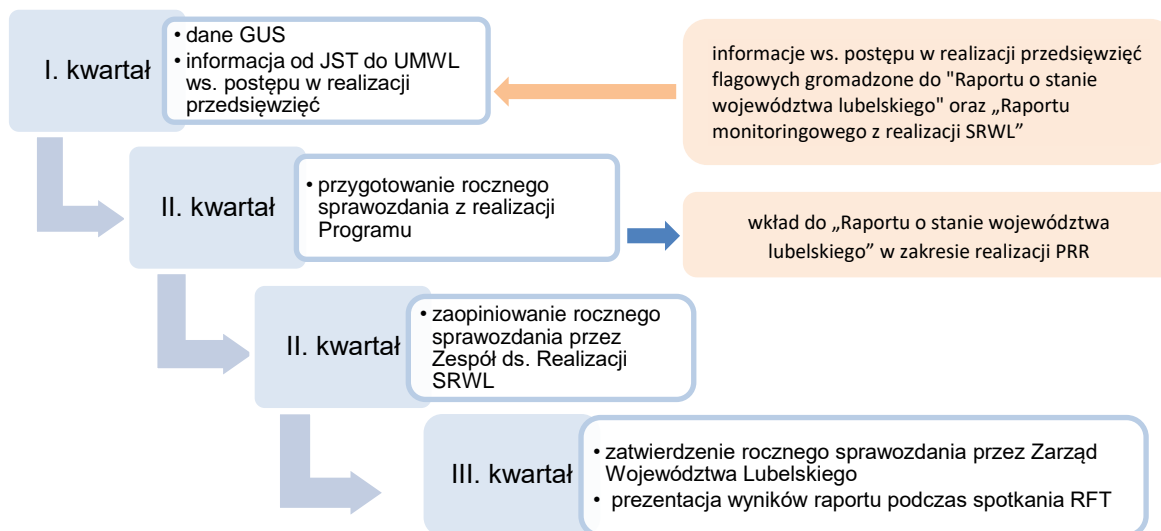 I. kwartał
• dane GUS
• informacja od JST do UMWL
ws. postępu w realizacji
przedsięwzięć
informacje ws. postępu w realizacji przedsięwzięć
flagowych gromadzone do "Raportu o stanie
województwa lubelskiego" oraz „Raportu
monitoringowego z realizacji SRWL”
II. kwartał
• przygotowanie rocznego
sprawozdania z realizacji
Programu
wkład do „Raportu o stanie województwa
lubelskiego” w zakresie realizacji PRR
II. kwartał
• zaopiniowanie rocznego
sprawozdania przez
Zespół ds. Realizacji
SRWL
III. kwartał
• zatwierdzenie rocznego sprawozdania przez Zarząd
Województwa Lubelskiego
• prezentacja wyników raportu podczas spotkania RFT